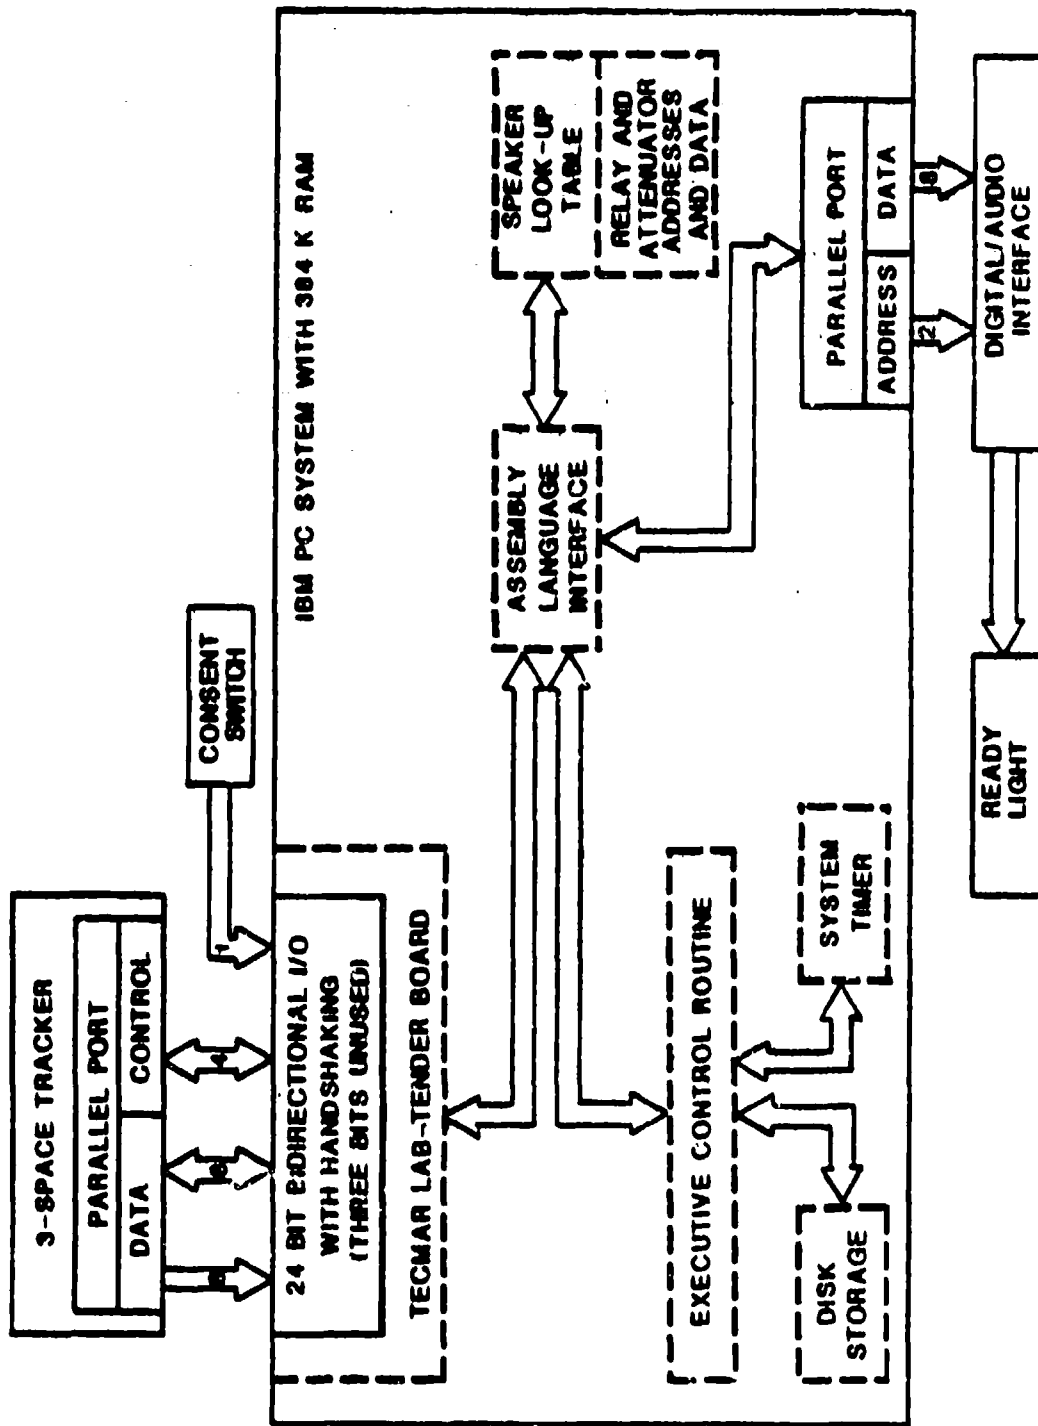 3-SPACE TRACKER
PARALLEL PORT
DATA
CONTROL
CONSENT
SWITCH
8
4
1
IBM PC SYSTEM WITH 384 K RAM
24 BIT BIDIRECTIONAL I/O
WITH HANDSHAKING
(THREE BITS UNUSED)
TECMAR LAB-TENDER BOARD
ASSEMBLY
LANGUAGE
INTERFACE
SPEAKER
LOOK-UP
TABLE
RELAY AND
ATTENUATOR
ADDRESSES
AND DATA
EXECUTIVE CONTROL ROUTINE
DISK
STORAGE
SYSTEM
TIMER
PARALLEL PORT
ADDRESS
DATA
2
8
READY
LIGHT
DIGITAL/AUDIO
INTERFACE